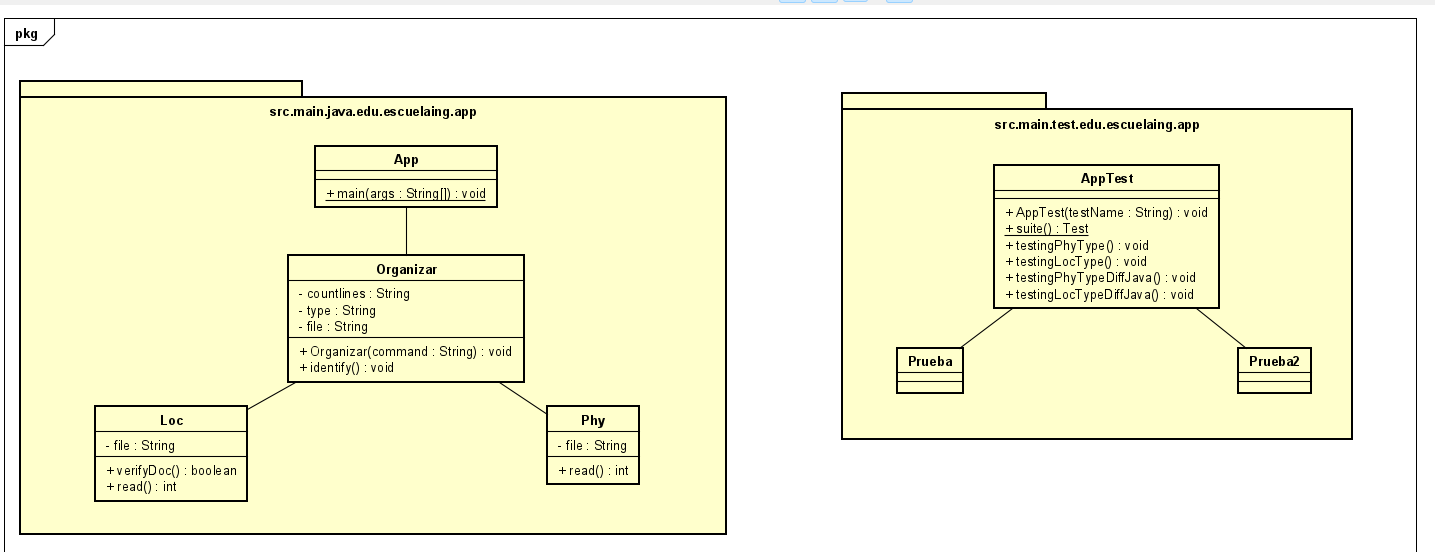 pkg
src.main.java.edu.escuelaing.app
App
+ main(args : String[]) : void
Organizar
- countlines : String
- type : String
- file : String
+ Organizar(command : String) : void
+ identify() : void
Loc
- file : String
+ verifyDoc() : boolean
+ read() : int
Phy
- file : String
+ read() : int
src.main.test.edu.escuelaing.app
AppTest
+ AppTest(testName : String) : void
+ suite() : Test
+ testingPhyType() : void
+ testingLocType() : void
+ testingPhyTypeDiffJava() : void
+ testingLocTypeDiffJava() : void
Prueba
Prueba2